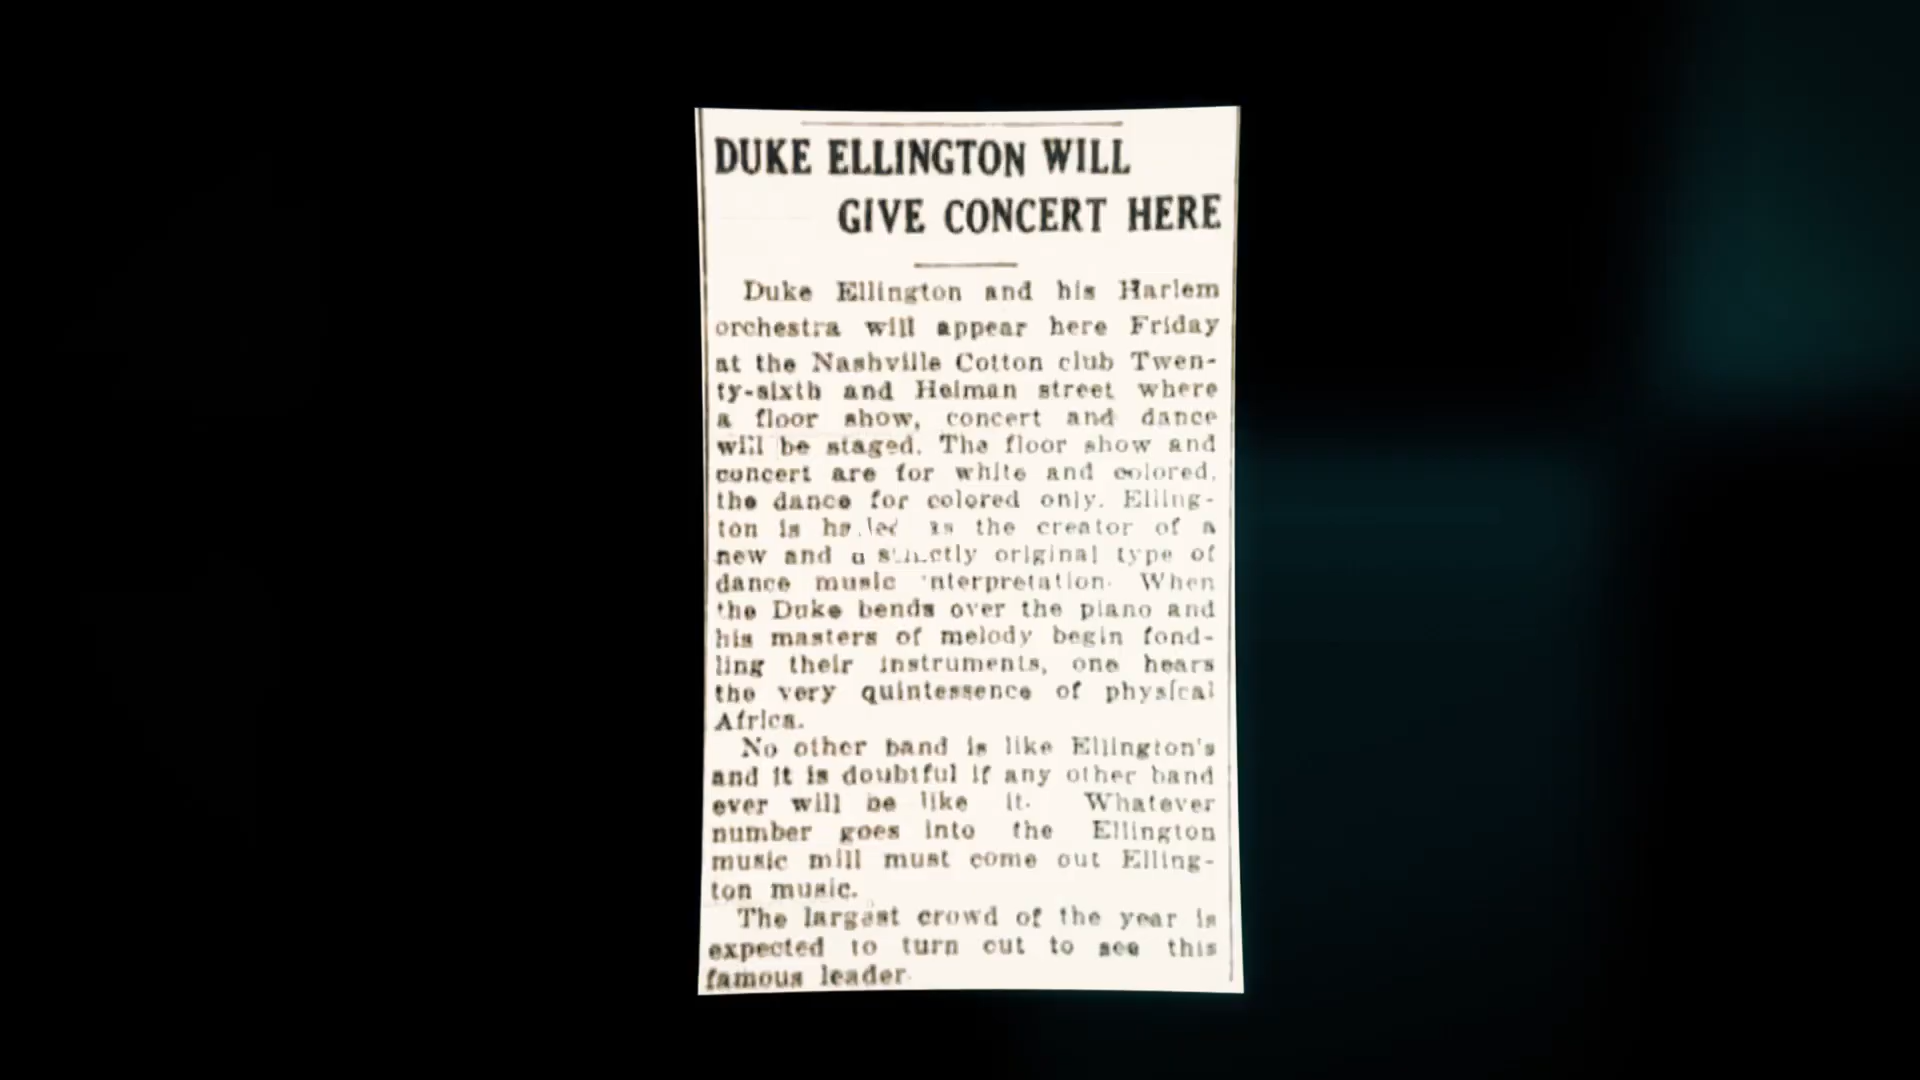 DUKE ELLINGTON WILL
GIVE CONCERT HERE
Duke Ellington and his Harlem
orchestra will appear here Friday
at the Nashville Cotton club Twen-
ty-sixth and Heiman street where
a floor show, concert and dance
will be staged. The floor show and
concert are for white and colored,
the dance for colored only. Elling-
ton is as the creator of a
new and a original type of
dance music nterpretation. When
the Duke bends over the piano and
his masters of melody begin fond-
ling their instruments, one hears
the very quintessence of physical
Africa.
No other band is like Ellington's
and it is doubtful if any other band
ever will be like it. Whatever
number goes into the Ellington
music mill must come out Elling-
ton music.
The largest crowd of the year is
expected to turn out to see this
famous leader.